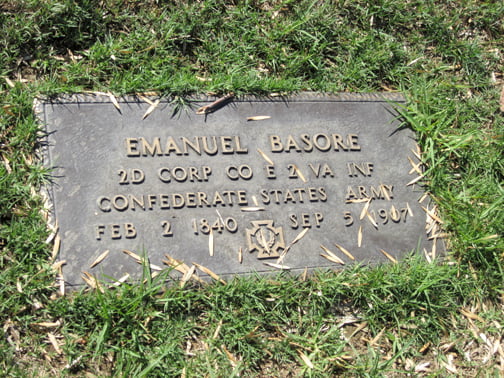 EMANUEL BASORE
2D CORP CO E 2 VA INF
CONFEDERATE STATES ARMY
FEB 2 1840 SEP 5 1907